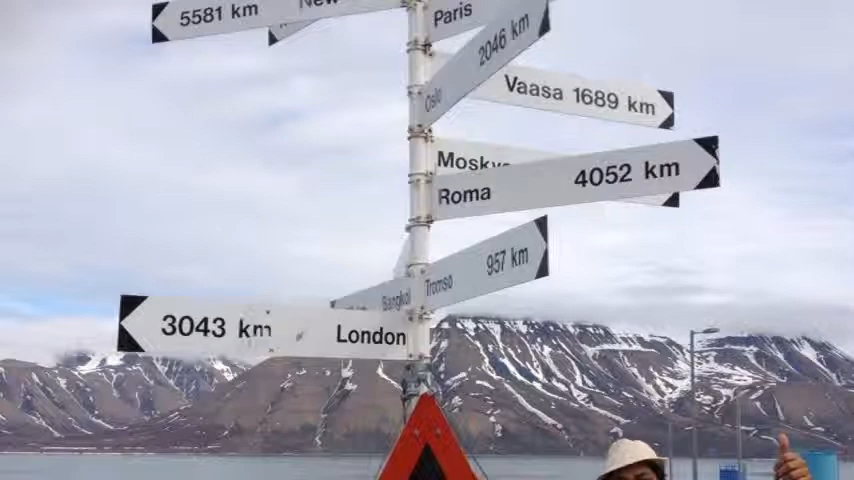 5581 km New
Paris
2046 km
Oslo
Vaasa 1689 km
Moskva
Roma 4052 km
957 km
Tromsø
Bangkok
3043 km London